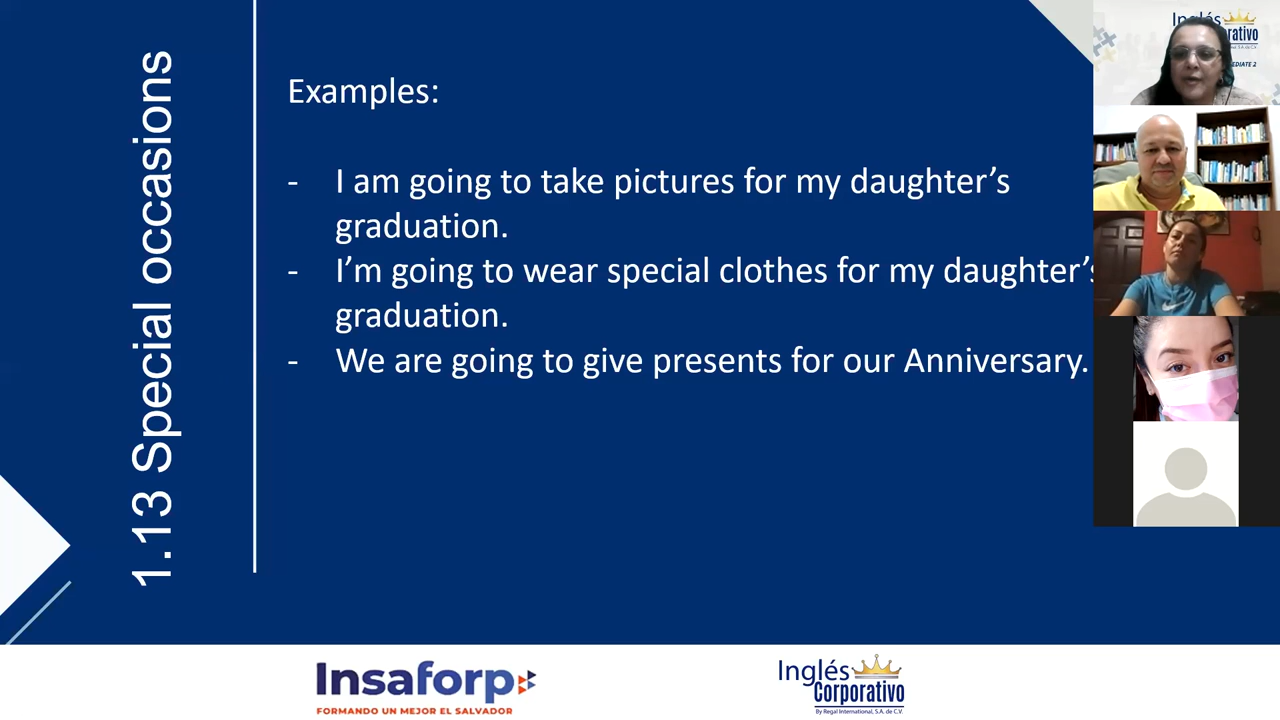 1.13 Special occasions
Examples:
- I am going to take pictures for my daughter’s
graduation.
- I’m going to wear special clothes for my daughter’s
graduation.
- We are going to give presents for our Anniversary.
Insaforp
FORMANDO UN MEJOR EL SALVADOR
Inglés
Corporativo
By Regal International, S.A. de C.V.